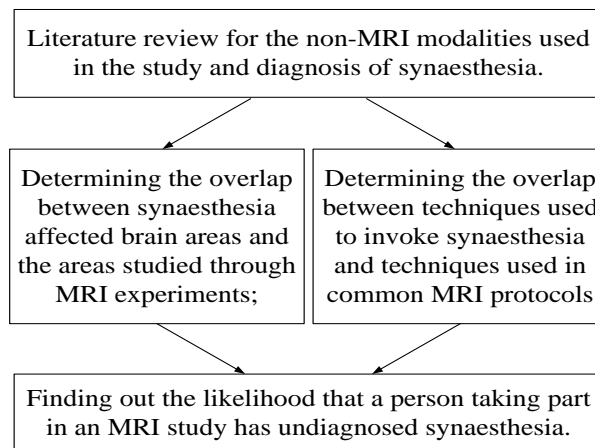 Literature review for the non-MRI modalities used
in the study and diagnosis of synaesthesia.
Determining the overlap
between synaesthesia
affected brain areas and
the areas studied through
MRI experiments;
Determining the overlap
between techniques used
to invoke synaesthesia
and techniques used in
common MRI protocols
Finding out the likelihood that a person taking part
in an MRI study has undiagnosed synaesthesia.